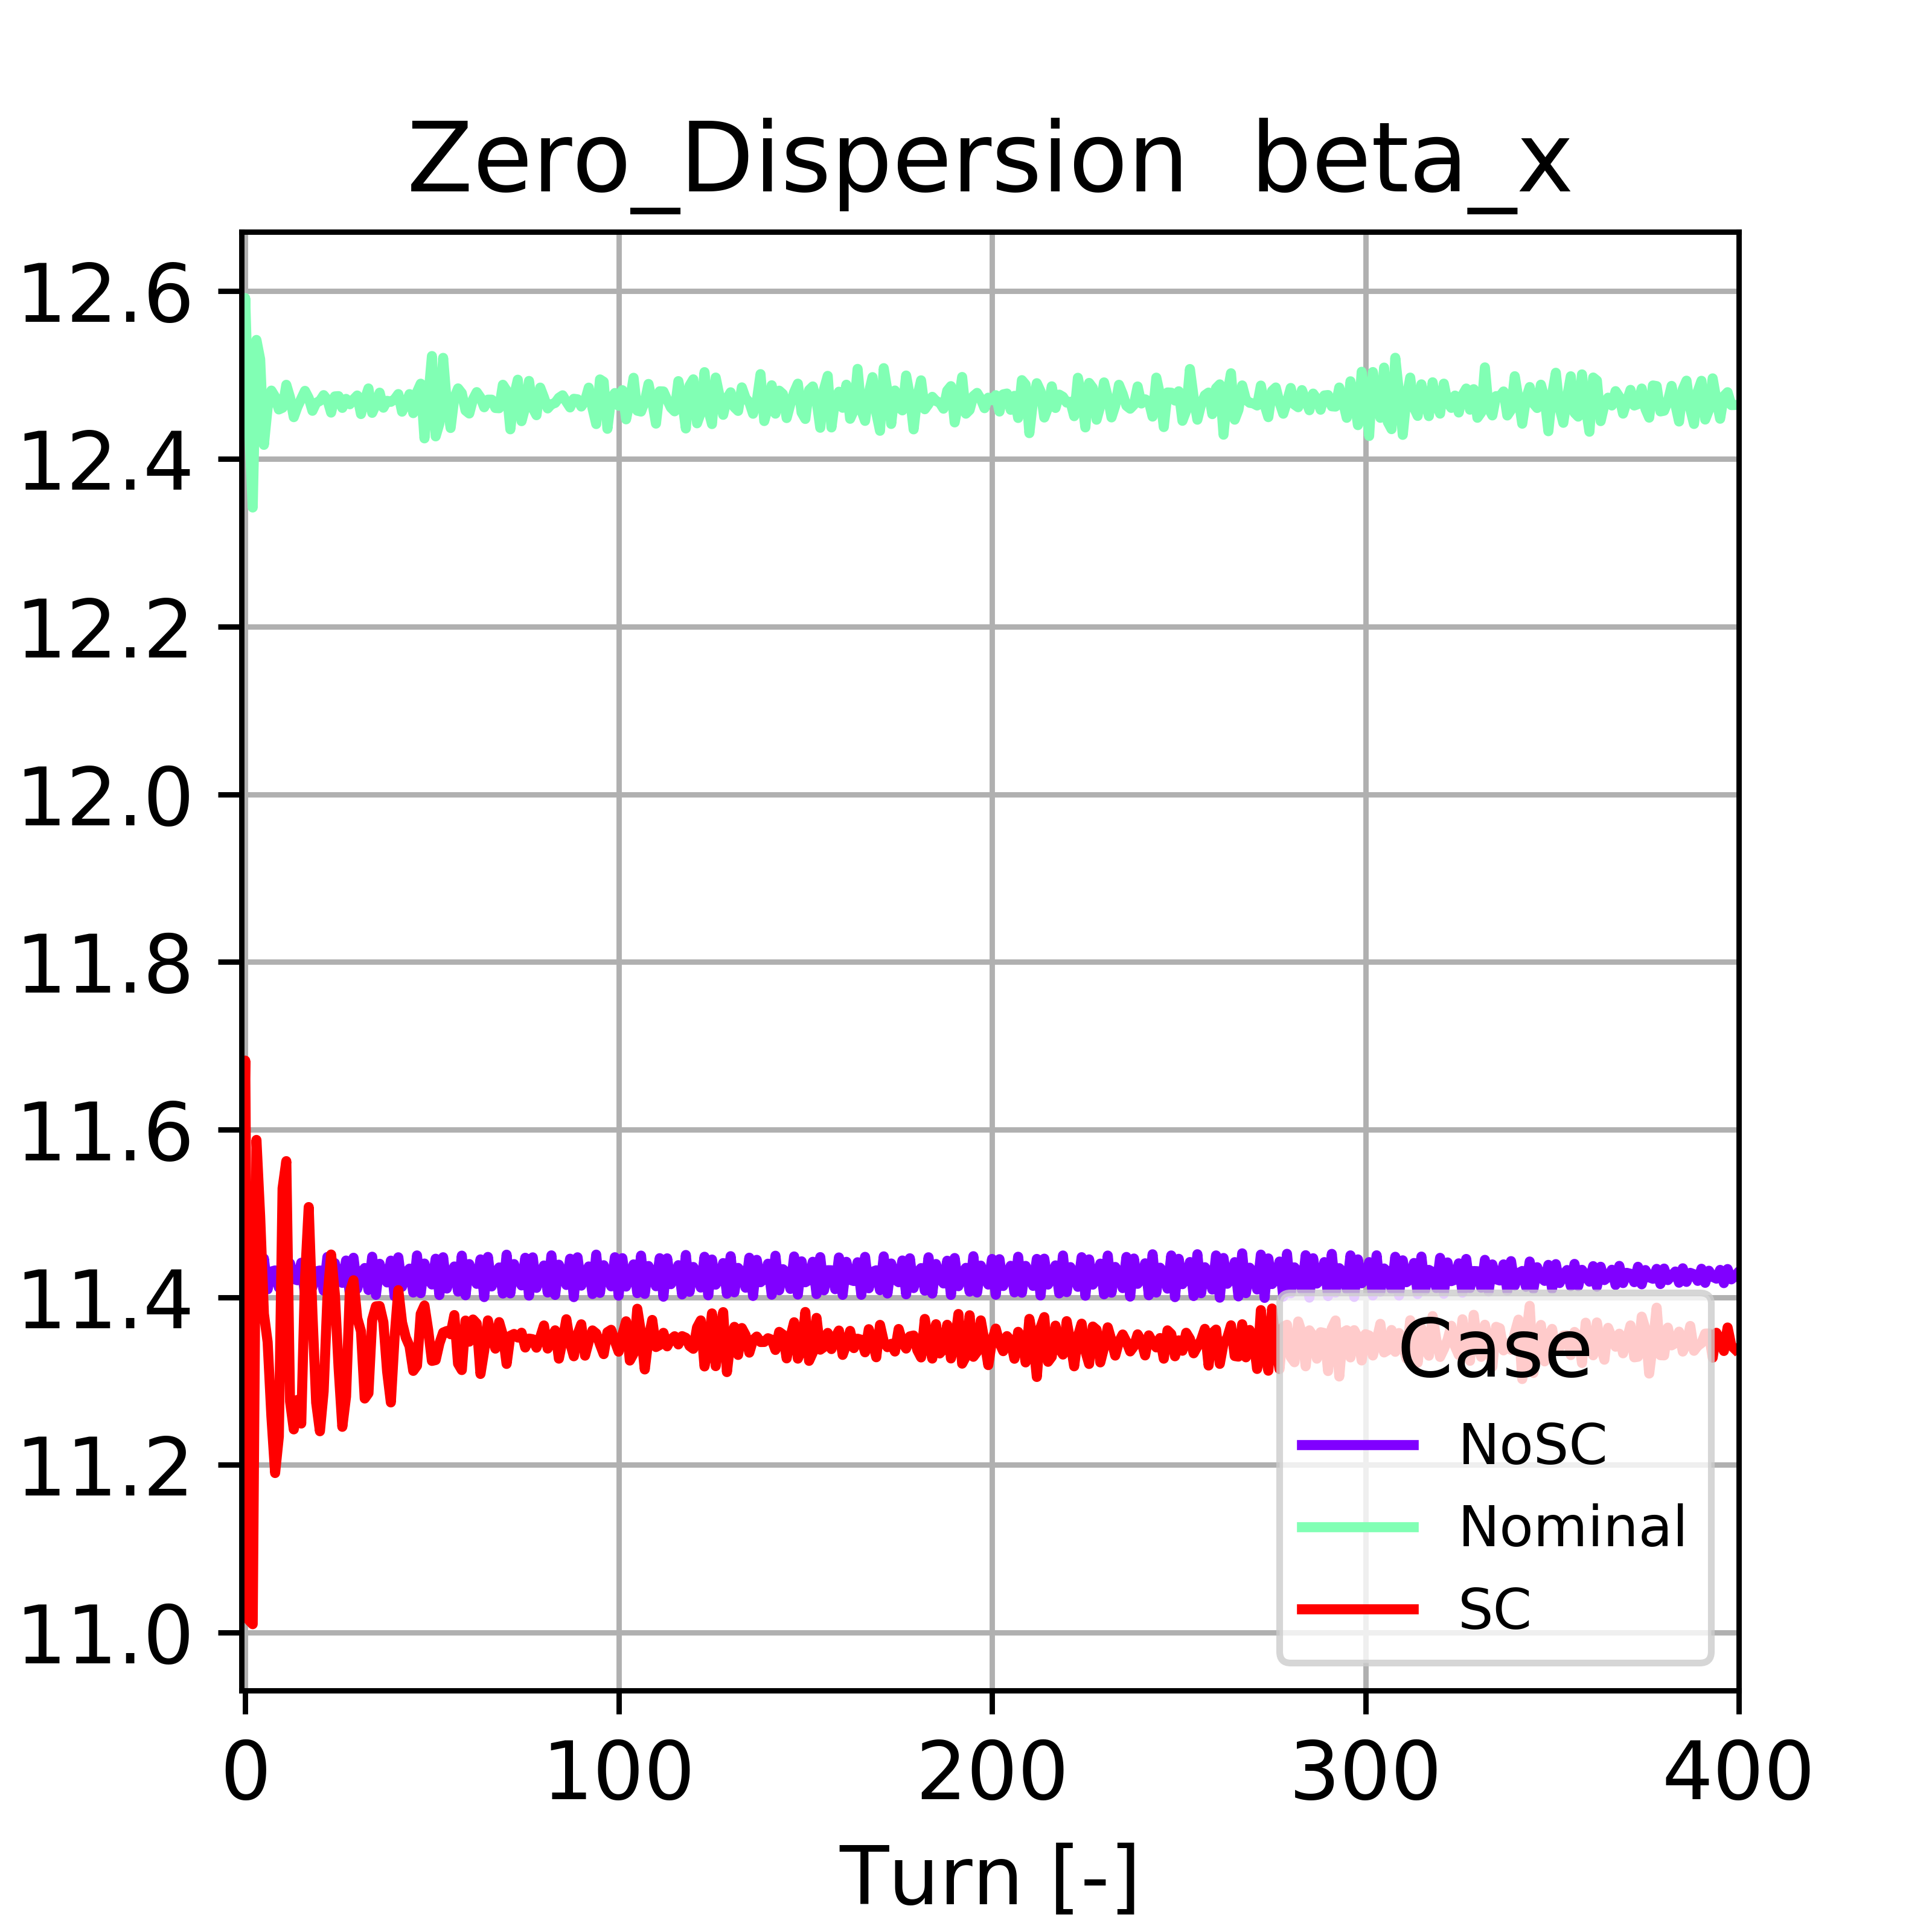 Zero_Dispersion  beta_x
12.6
12.4
12.2
12.0
11.8
11.6
11.4
11.2
11.0
Case
NoSC
Nominal
SC
0 100 200 300 400
Turn [-]